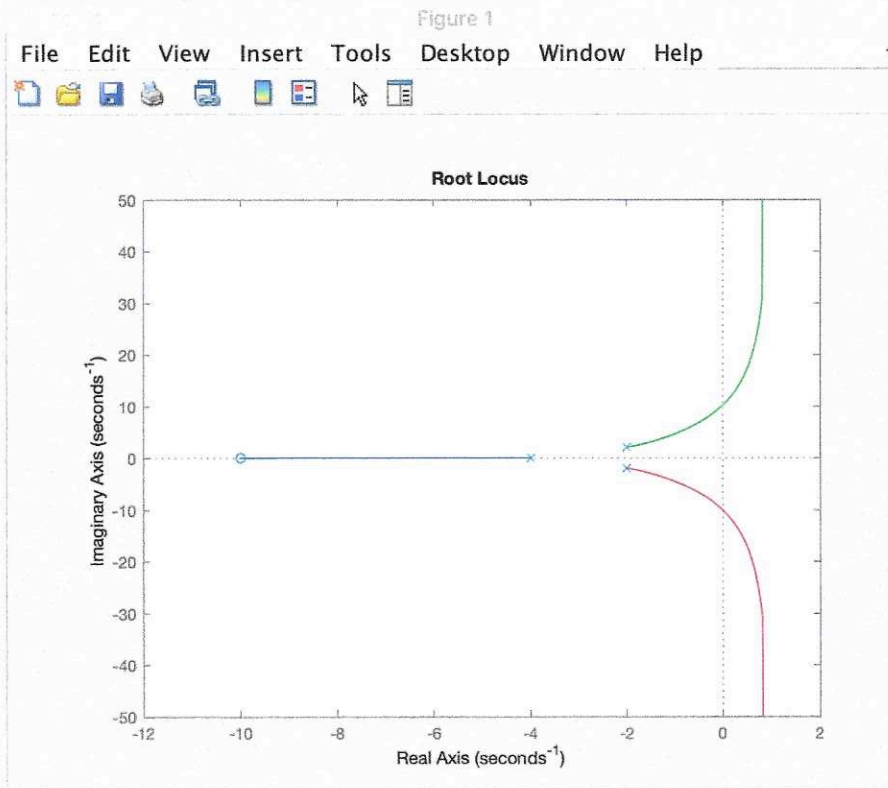 Figure 1
File Edit View Insert Tools Desktop Window Help
Root Locus
50
40
30
20
10
0
-10
-20
-30
-40
-50
Imaginary Axis (seconds⁻¹)
-12 -10 -8 -6 -4 -2 0 2
Real Axis (seconds⁻¹)